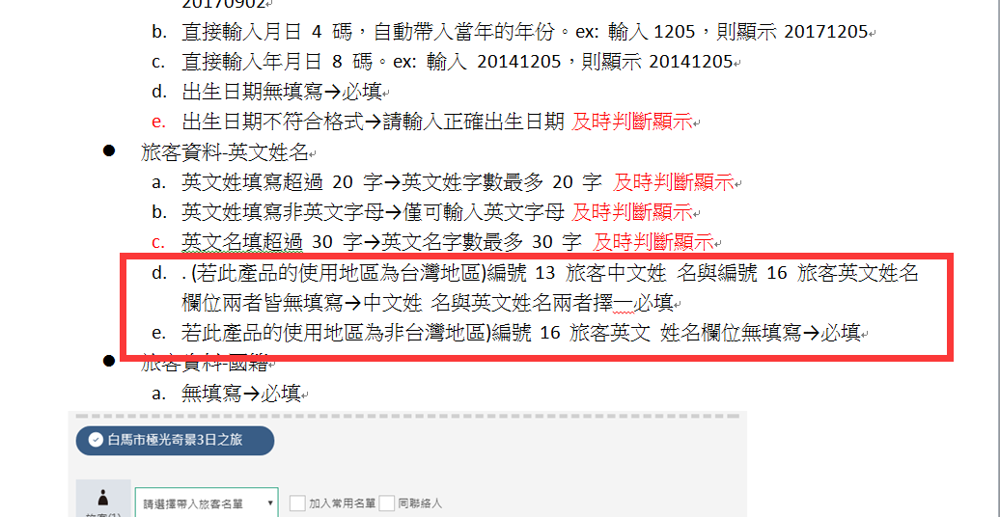 20170902
b. 直接輸入月日 4 碼，自動帶入當年的年份。ex: 輸入 1205，則顯示 20171205
c. 直接輸入年月日 8 碼。ex: 輸入 20141205，則顯示 20141205
d. 出生日期無填寫→必填
e. 出生日期不符合格式→請輸入正確出生日期 及時判斷顯示
● 旅客資料-英文姓名
a. 英文姓填寫超過 20 字→英文姓字數最多 20 字 及時判斷顯示
b. 英文姓填寫非英文字母→僅可輸入英文字母 及時判斷顯示
c. 英文名填超過 30 字→英文名字數最多 30 字 及時判斷顯示
d. . (若此產品的使用地區為台灣地區)編號 13 旅客中文姓 名與編號 16 旅客英文姓名
欄位兩者皆無填寫→中文姓 名與英文姓名兩者擇一必填
e. 若此產品的使用地區為非台灣地區)編號 16 旅客英文 姓名欄位無填寫→必填
● 旅客資料-國籍
a. 無填寫→必填
白馬市極光奇景3日之旅
請選擇帶入旅客名單 加入常用名單 同聯絡人